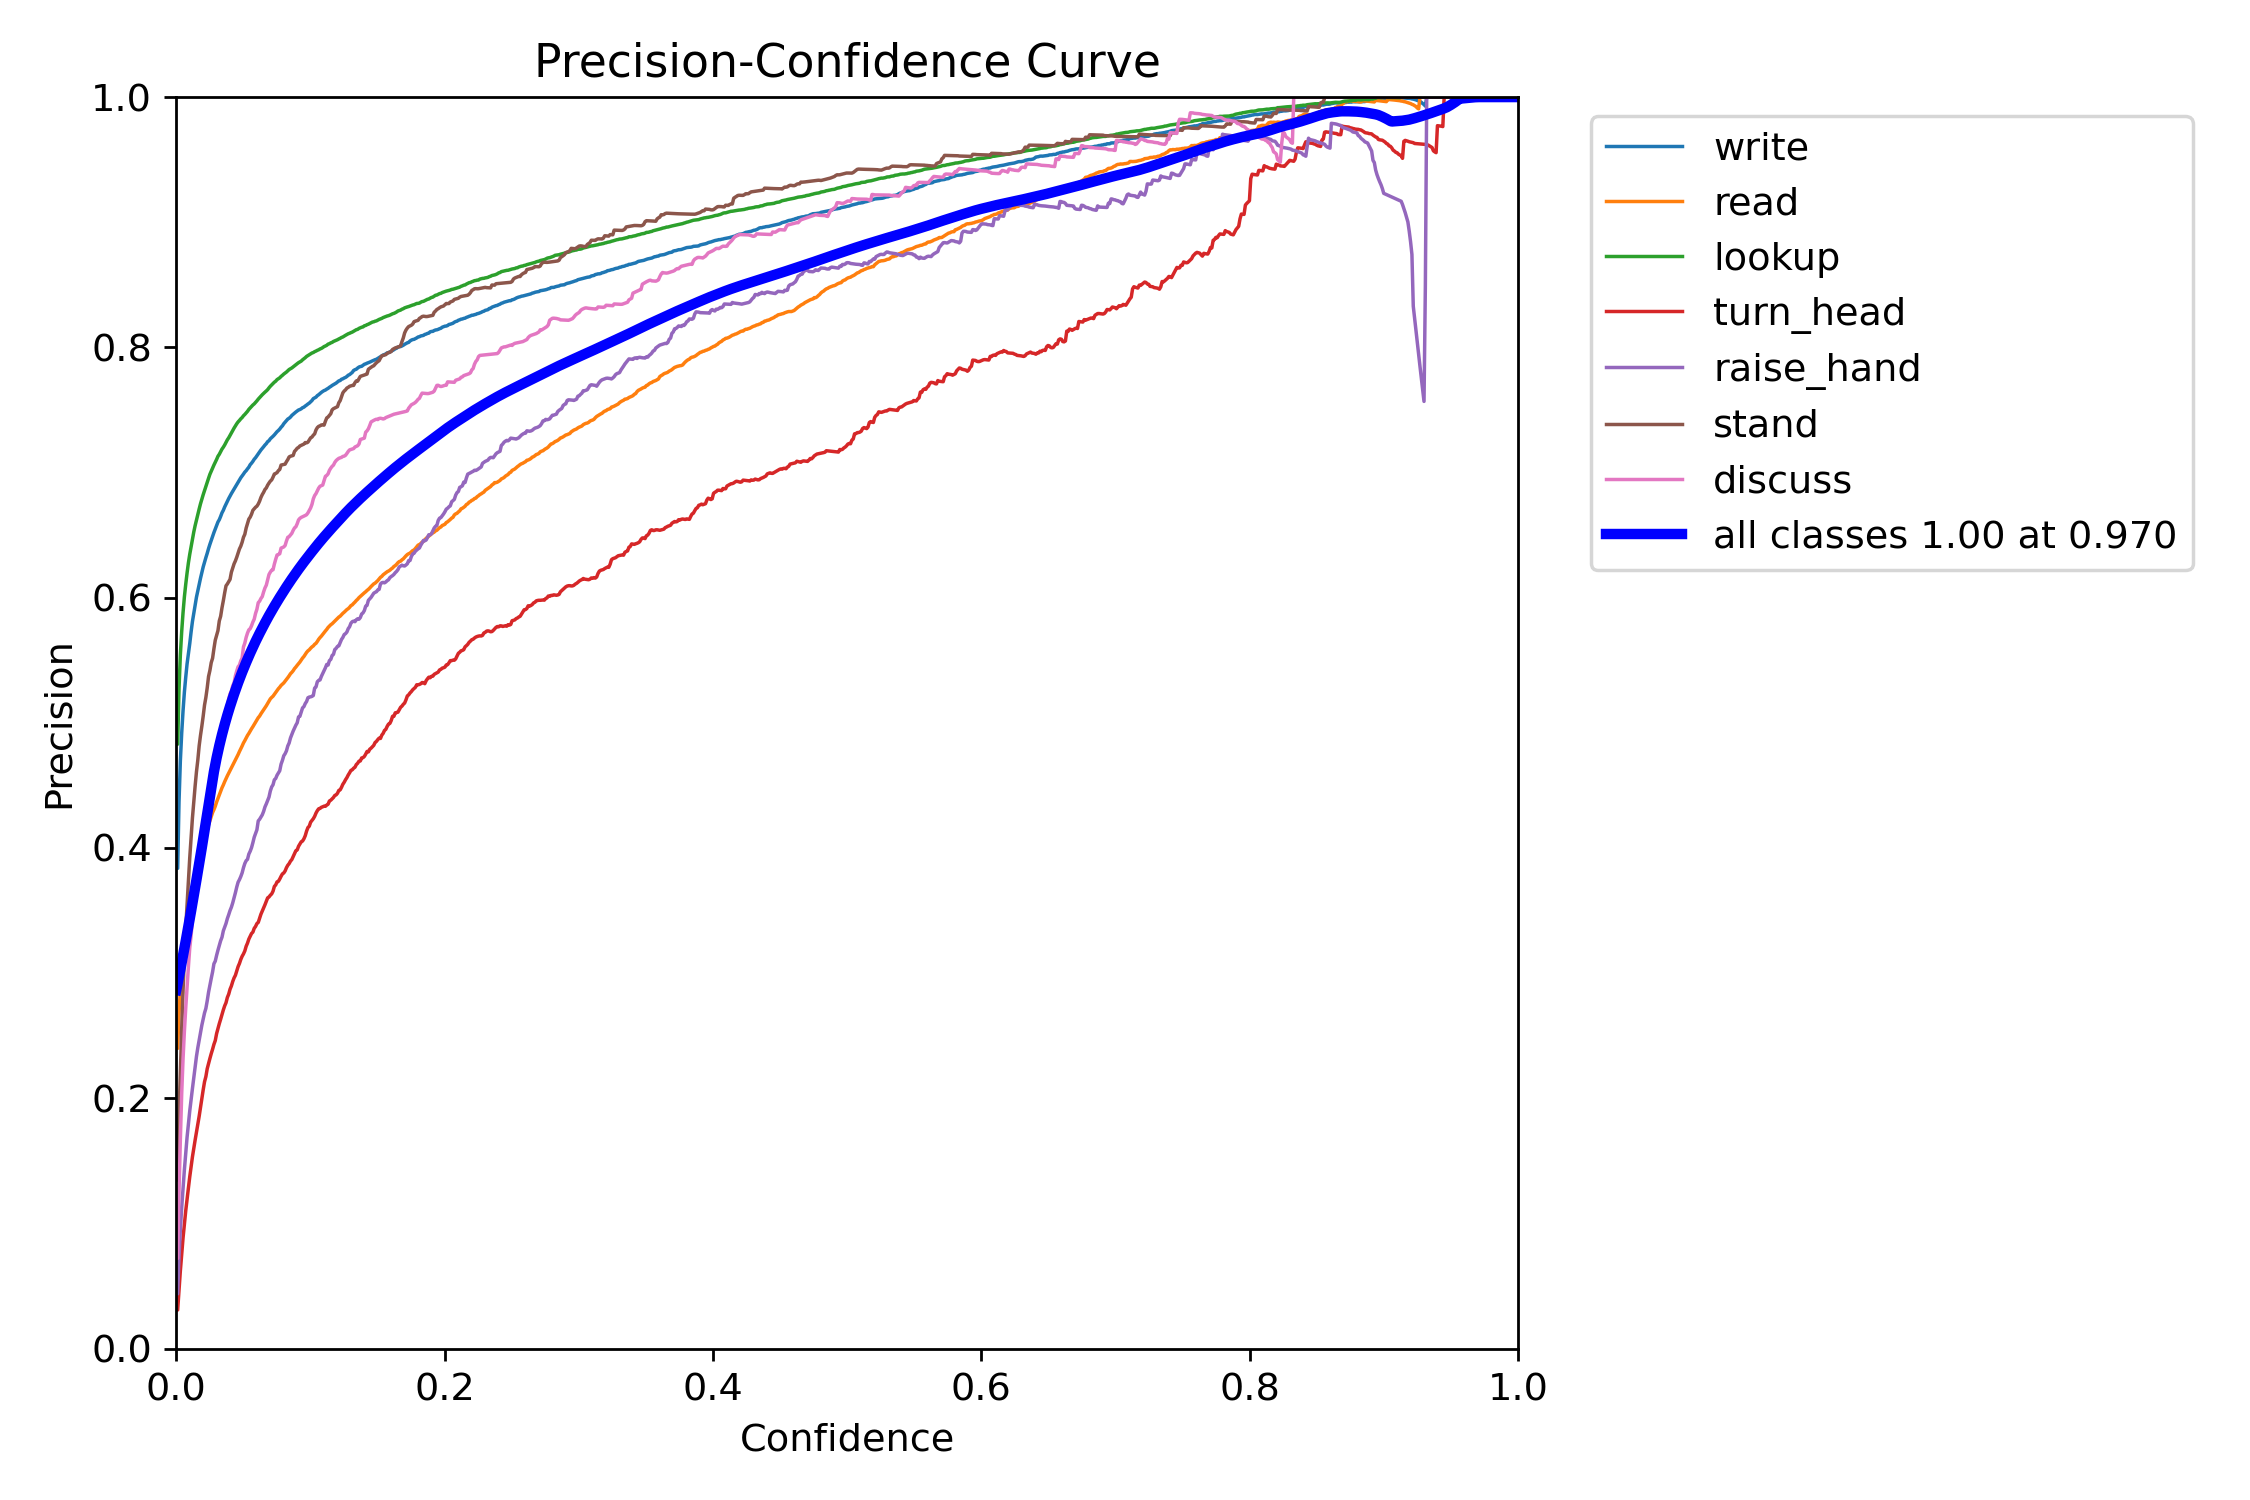 Precision-Confidence Curve
1.0
0.8
0.6
0.4
0.2
0.0
Precision
0.0 0.2 0.4 0.6 0.8 1.0
Confidence
write
read
lookup
turn_head
raise_hand
stand
discuss
all classes 1.00 at 0.970